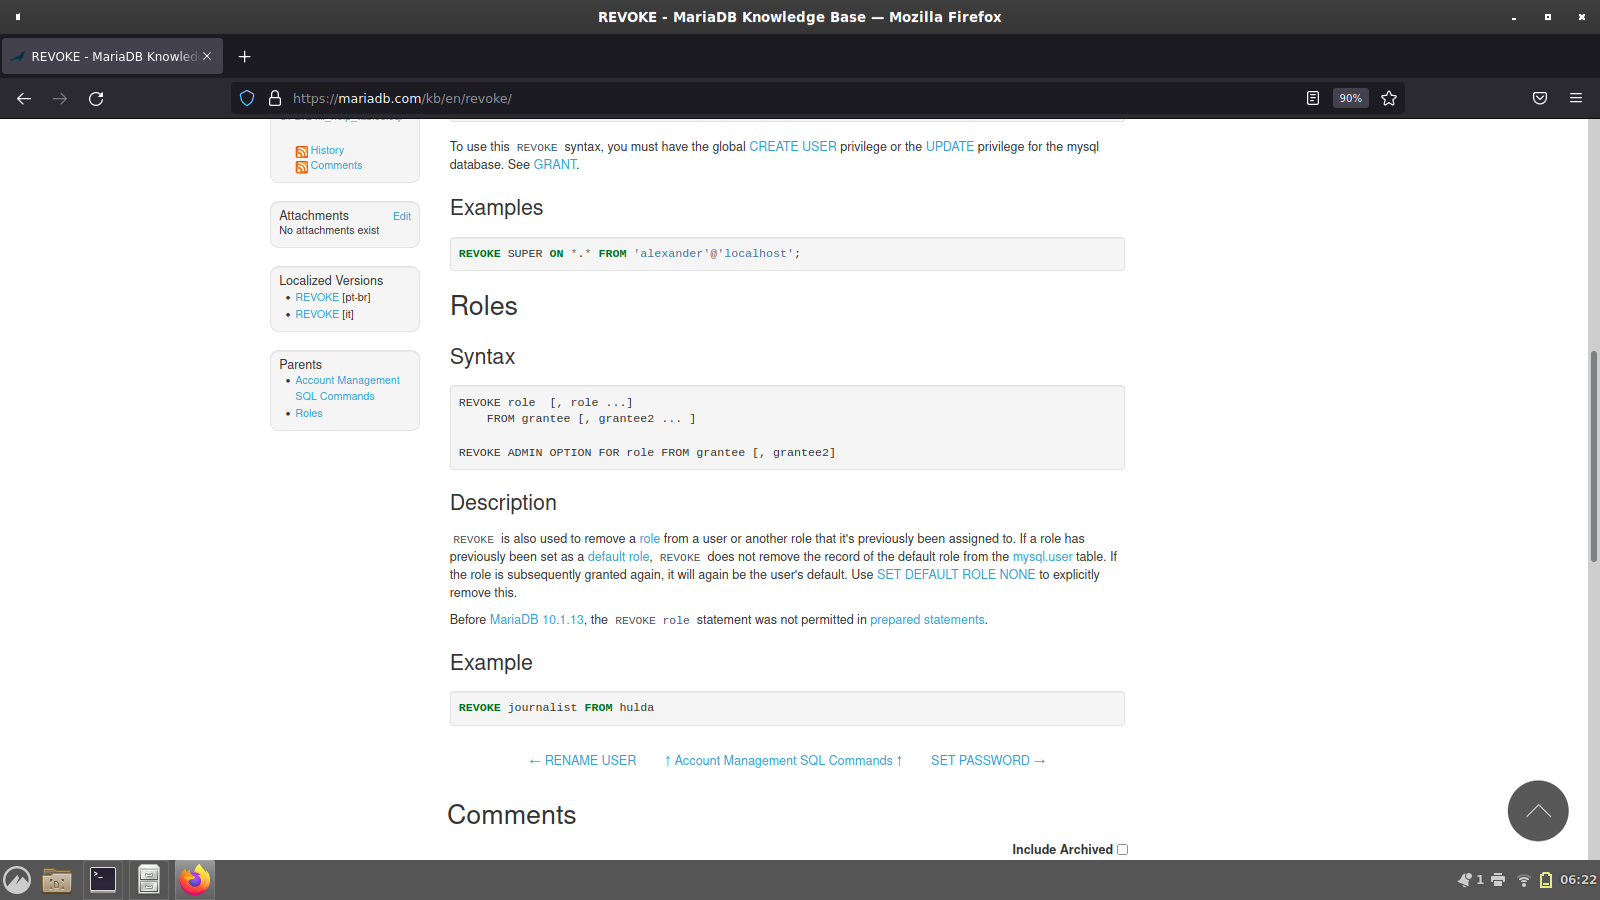 REVOKE - MariaDB Knowledge Base — Mozilla Firefox
REVOKE - MariaDB Knowled
https://mariadb.com/kb/en/revoke/
90%
History
Comments
Attachments Edit
No attachments exist
Localized Versions
• REVOKE [pt-br]
• REVOKE [it]
Parents
• Account Management
SQL Commands
• Roles
To use this REVOKE syntax, you must have the global CREATE USER privilege or the UPDATE privilege for the mysql
database. See GRANT.
Examples
REVOKE SUPER ON *.* FROM 'alexander'@'localhost';
Roles
Syntax
REVOKE role  [, role ...]
    FROM grantee [, grantee2 ... ]
REVOKE ADMIN OPTION FOR role FROM grantee [, grantee2]
Description
REVOKE is also used to remove a role from a user or another role that it's previously been assigned to. If a role has
previously been set as a default role, REVOKE does not remove the record of the default role from the mysql.user table. If
the role is subsequently granted again, it will again be the user's default. Use SET DEFAULT ROLE NONE to explicitly
remove this.
Before MariaDB 10.1.13, the REVOKE role statement was not permitted in prepared statements.
Example
REVOKE journalist FROM hulda
← RENAME USER ↑ Account Management SQL Commands ↑ SET PASSWORD →
Comments
Include Archived
1 06:22